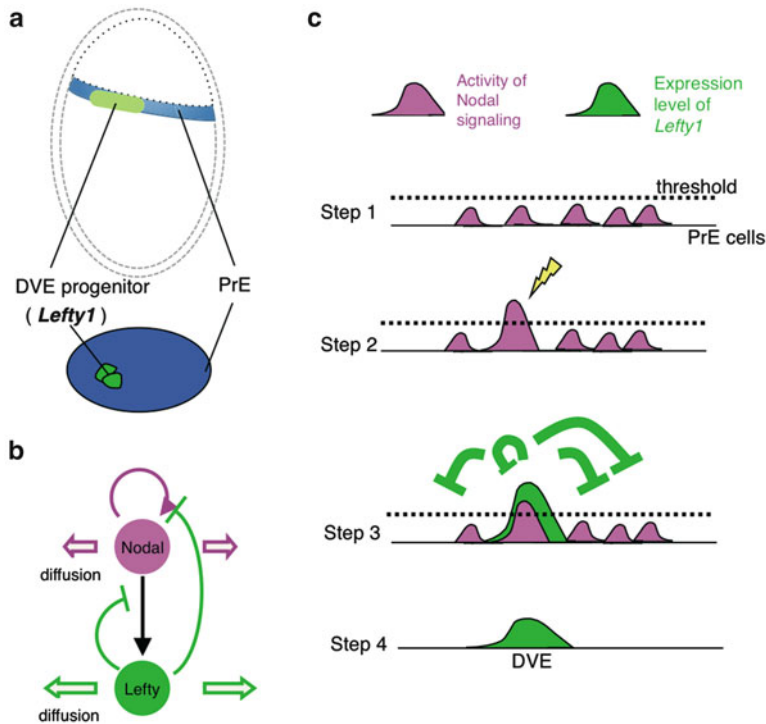 a
DVE progenitor
( Lefty1 )
PrE
b
Nodal
diffusion
Lefty
diffusion
c
Activity of
Nodal
signaling
Expression
level of
Lefty1
threshold
Step 1
PrE cells
Step 2
Step 3
Step 4
DVE